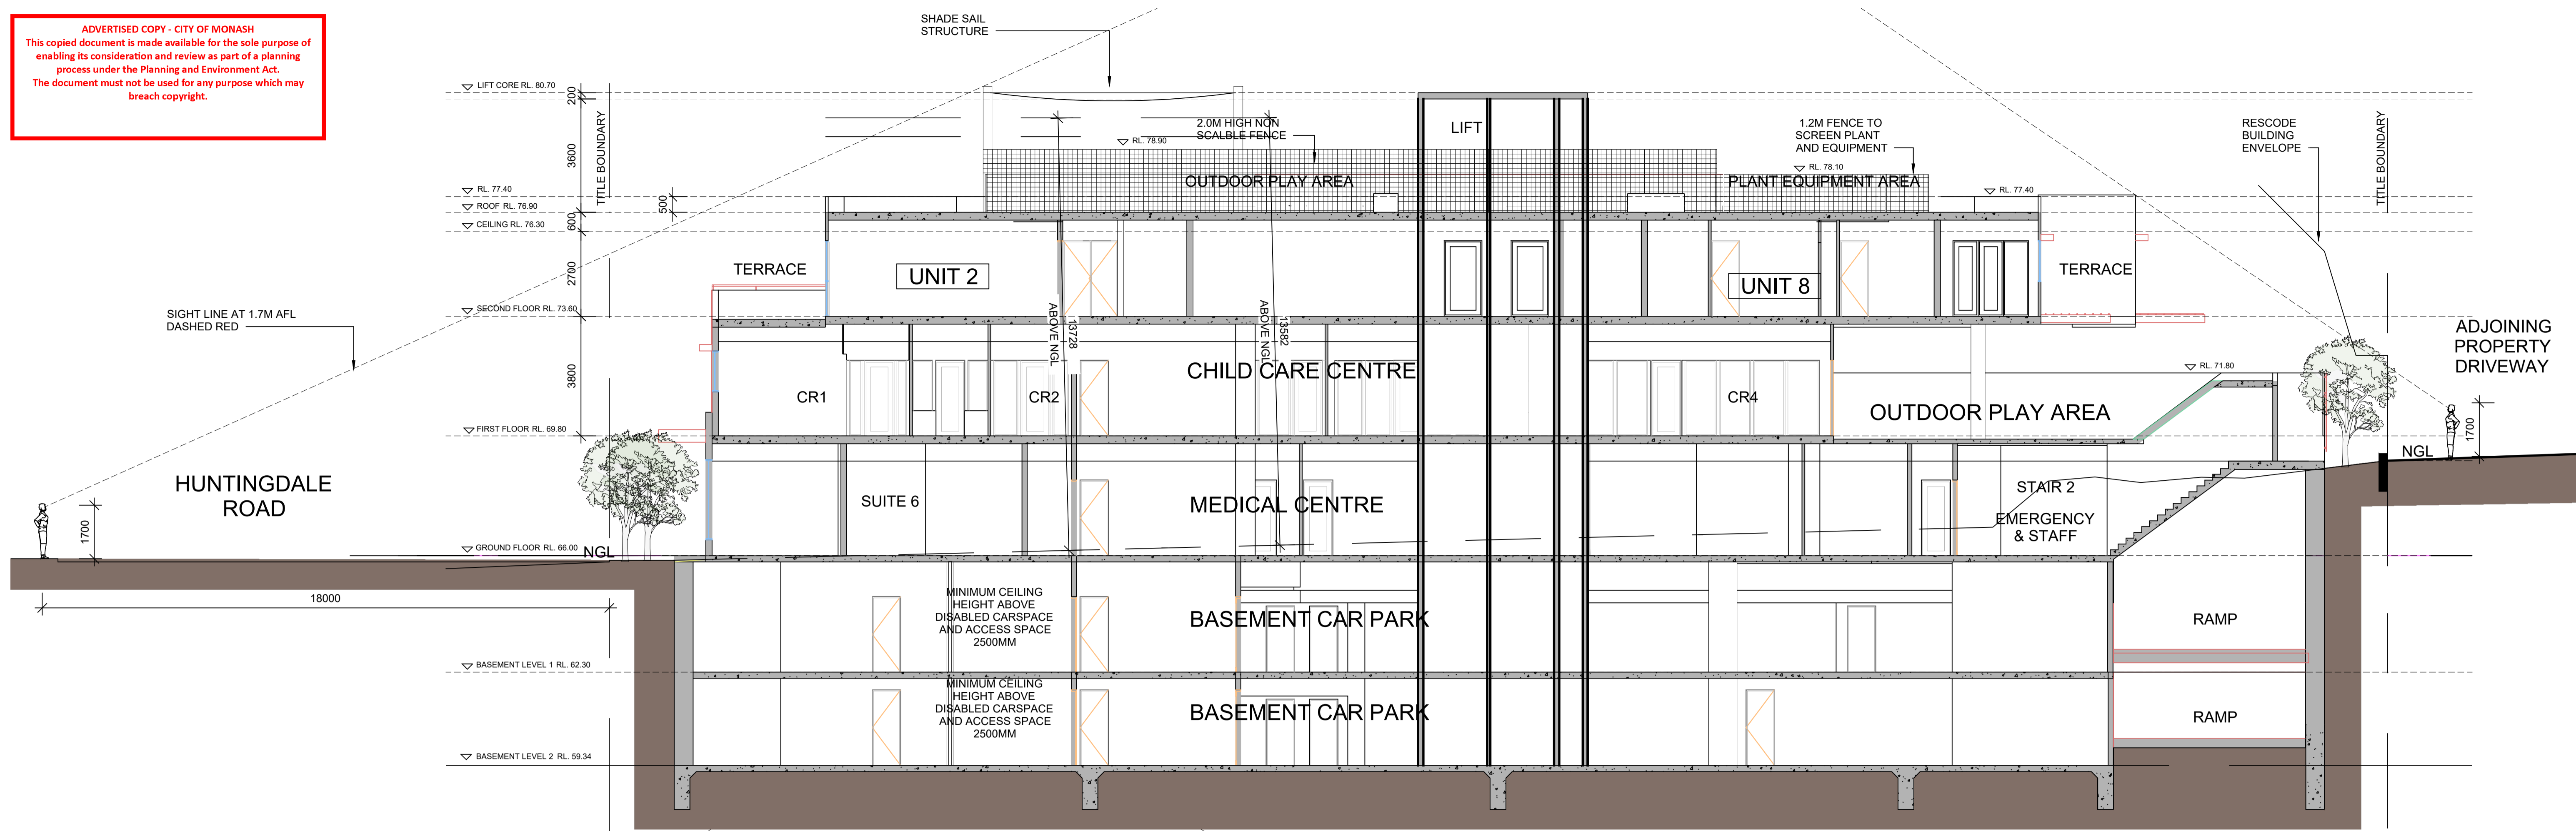 ADVERTISED COPY - CITY OF MONASH
This copied document is made available for the sole purpose of
enabling its consideration and review as part of a planning
process under the Planning and Environment Act.
The document must not be used for any purpose which may
breach copyright.
SHADE SAIL
STRUCTURE
LIFT CORE RL. 80.70
200
3600
TITLE BOUNDARY
RL. 77.40
ROOF RL. 76.90
500
600
CEILING RL. 76.30
2700
SECOND FLOOR RL. 73.60
3800
FIRST FLOOR RL. 69.80
GROUND FLOOR RL. 66.00
NGL
BASEMENT LEVEL 1 RL. 62.30
BASEMENT LEVEL 2 RL. 59.34
SIGHT LINE AT 1.7M AFL
DASHED RED
HUNTINGDALE
ROAD
1700
18000
2.0M HIGH NON
SCALBLE FENCE
RL. 78.90
LIFT
1.2M FENCE TO
SCREEN PLANT
AND EQUIPMENT
RL. 78.10
RL. 77.40
OUTDOOR PLAY AREA
PLANT EQUIPMENT AREA
RESCODE
BUILDING
ENVELOPE
TITLE BOUNDARY
TERRACE
UNIT 2
UNIT 8
TERRACE
13728
ABOVE NGL
13582
ABOVE NGL
CR1
CR2
CHILD CARE CENTRE
CR4
OUTDOOR PLAY AREA
RL. 71.80
ADJOINING
PROPERTY
DRIVEWAY
1700
NGL
SUITE 6
MEDICAL CENTRE
STAIR 2
EMERGENCY
& STAFF
MINIMUM CEILING
HEIGHT ABOVE
DISABLED CARSPACE
AND ACCESS SPACE
2500MM
BASEMENT CAR PARK
RAMP
MINIMUM CEILING
HEIGHT ABOVE
DISABLED CARSPACE
AND ACCESS SPACE
2500MM
BASEMENT CAR PARK
RAMP